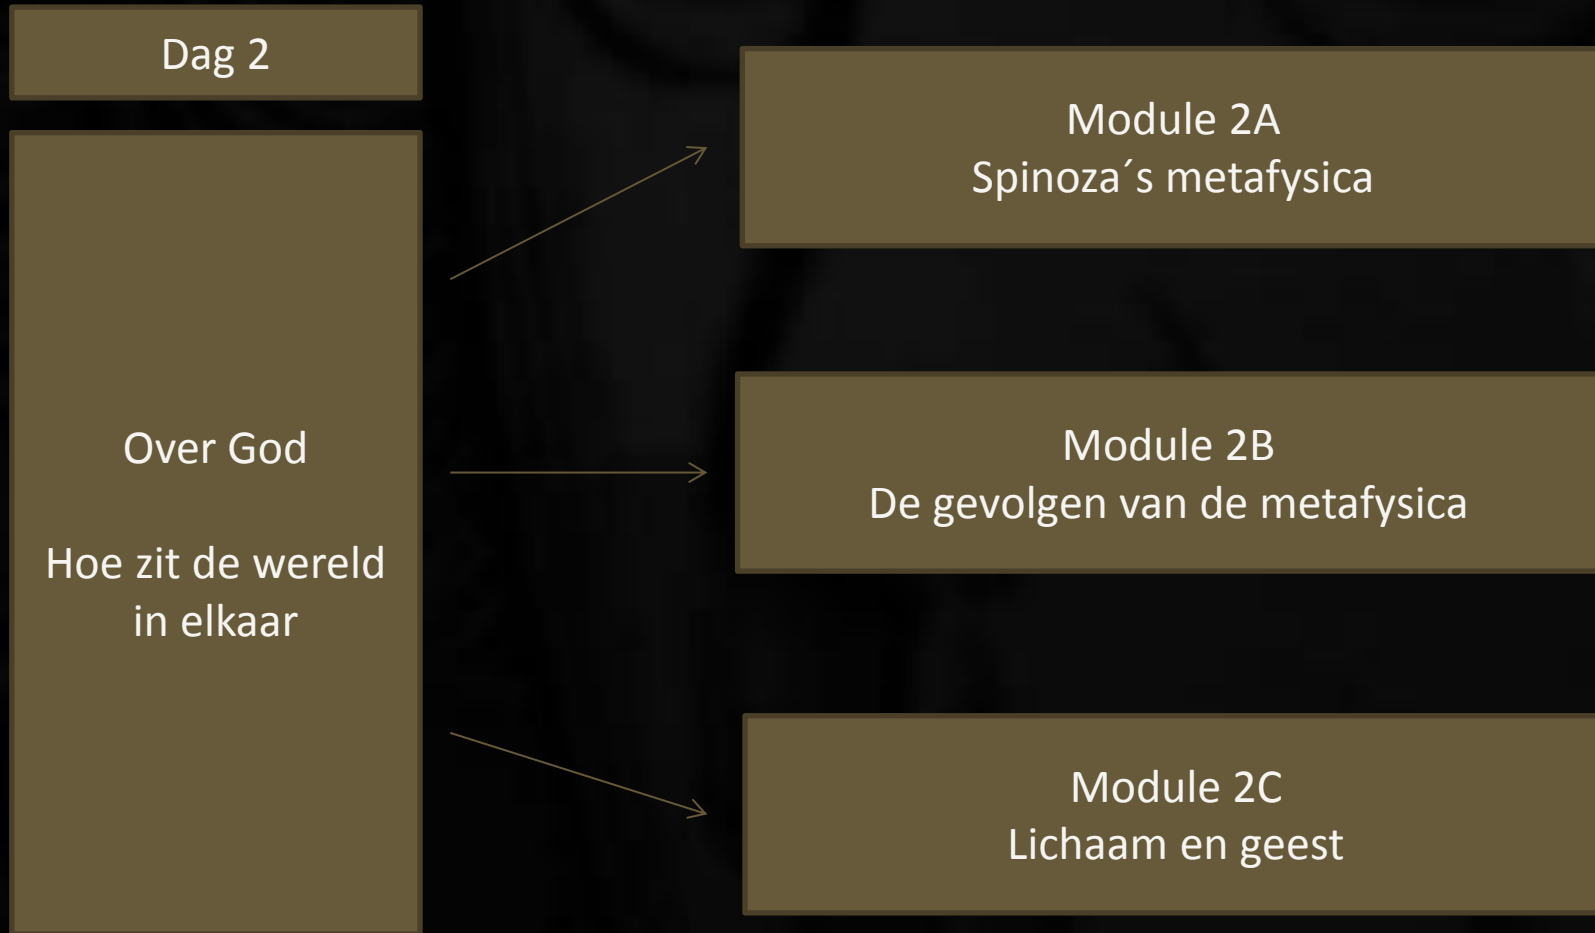 Dag 2
Over God
Hoe zit de wereld
in elkaar
Module 2A
Spinoza´s metafysica
Module 2B
De gevolgen van de metafysica
Module 2C
Lichaam en geest